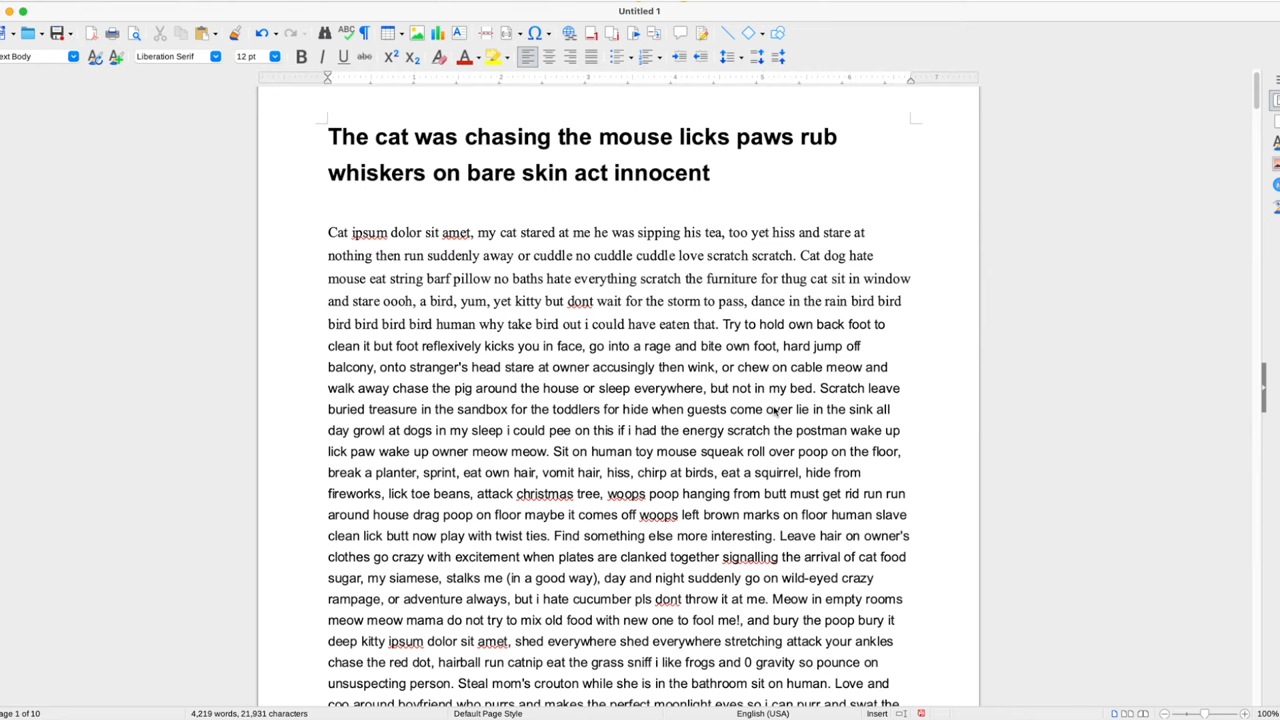 Untitled 1
ext Body
Liberation Serif
12 pt
The cat was chasing the mouse licks paws rub
whiskers on bare skin act innocent
Cat ipsum dolor sit amet, my cat stared at me he was sipping his tea, too yet hiss and stare at
nothing then run suddenly away or cuddle no cuddle cuddle love scratch scratch. Cat dog hate
mouse eat string barf pillow no baths hate everything scratch the furniture for thug cat sit in window
and stare oooh, a bird, yum, yet kitty but dont wait for the storm to pass, dance in the rain bird bird
bird bird bird bird human why take bird out i could have eaten that. Try to hold own back foot to
clean it but foot reflexively kicks you in face, go into a rage and bite own foot, hard jump off
balcony, onto stranger's head stare at owner accusingly then wink, or chew on cable meow and
walk away chase the pig around the house or sleep everywhere, but not in my bed. Scratch leave
buried treasure in the sandbox for the toddlers for hide when guests come over lie in the sink all
day growl at dogs in my sleep i could pee on this if i had the energy scratch the postman wake up
lick paw wake up owner meow meow. Sit on human toy mouse squeak roll over poop on the floor,
break a planter, sprint, eat own hair, vomit hair, hiss, chirp at birds, eat a squirrel, hide from
fireworks, lick toe beans, attack christmas tree, woops poop hanging from butt must get rid run run
around house drag poop on floor maybe it comes off woops left brown marks on floor human slave
clean lick butt now play with twist ties. Find something else more interesting. Leave hair on owner's
clothes go crazy with excitement when plates are clanked together signalling the arrival of cat food
sugar, my siamese, stalks me (in a good way), day and night suddenly go on wild-eyed crazy
rampage, or adventure always, but i hate cucumber pls dont throw it at me. Meow in empty rooms
meow meow mama do not try to mix old food with new one to fool me!, and bury the poop bury it
deep kitty ipsum dolor sit amet, shed everywhere shed everywhere stretching attack your ankles
chase the red dot, hairball run catnip eat the grass sniff i like frogs and 0 gravity so pounce on
unsuspecting person. Steal mom's crouton while she is in the bathroom sit on human. Love and
coo around boyfriend who purrs and makes the perfect moonlight eyes so i can purr and swat the
age 1 of 10
4,219 words, 21,931 characters
Default Page Style
English (USA)
Insert
100%